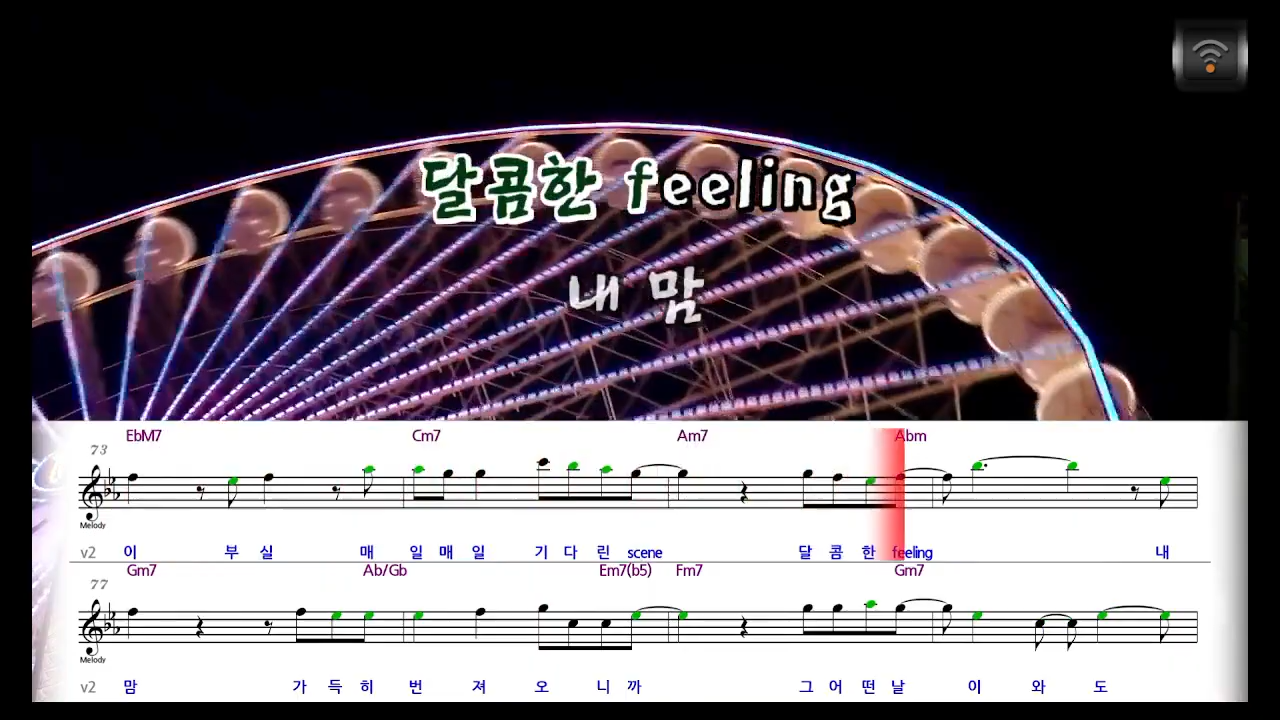 달콤한 feeling
내 맘
EbM7 Cm7 Am7 Abm
73
Melody
v2 이 부 실 매 일 매 일 기 다 린 scene 달 콤 한 feeling 내
Gm7 Ab/Gb Em7(b5) Fm7 Gm7
77
Melody
v2 맘 가 득 히 번 져 오 니 까 그 어 떤 날 이 와 도